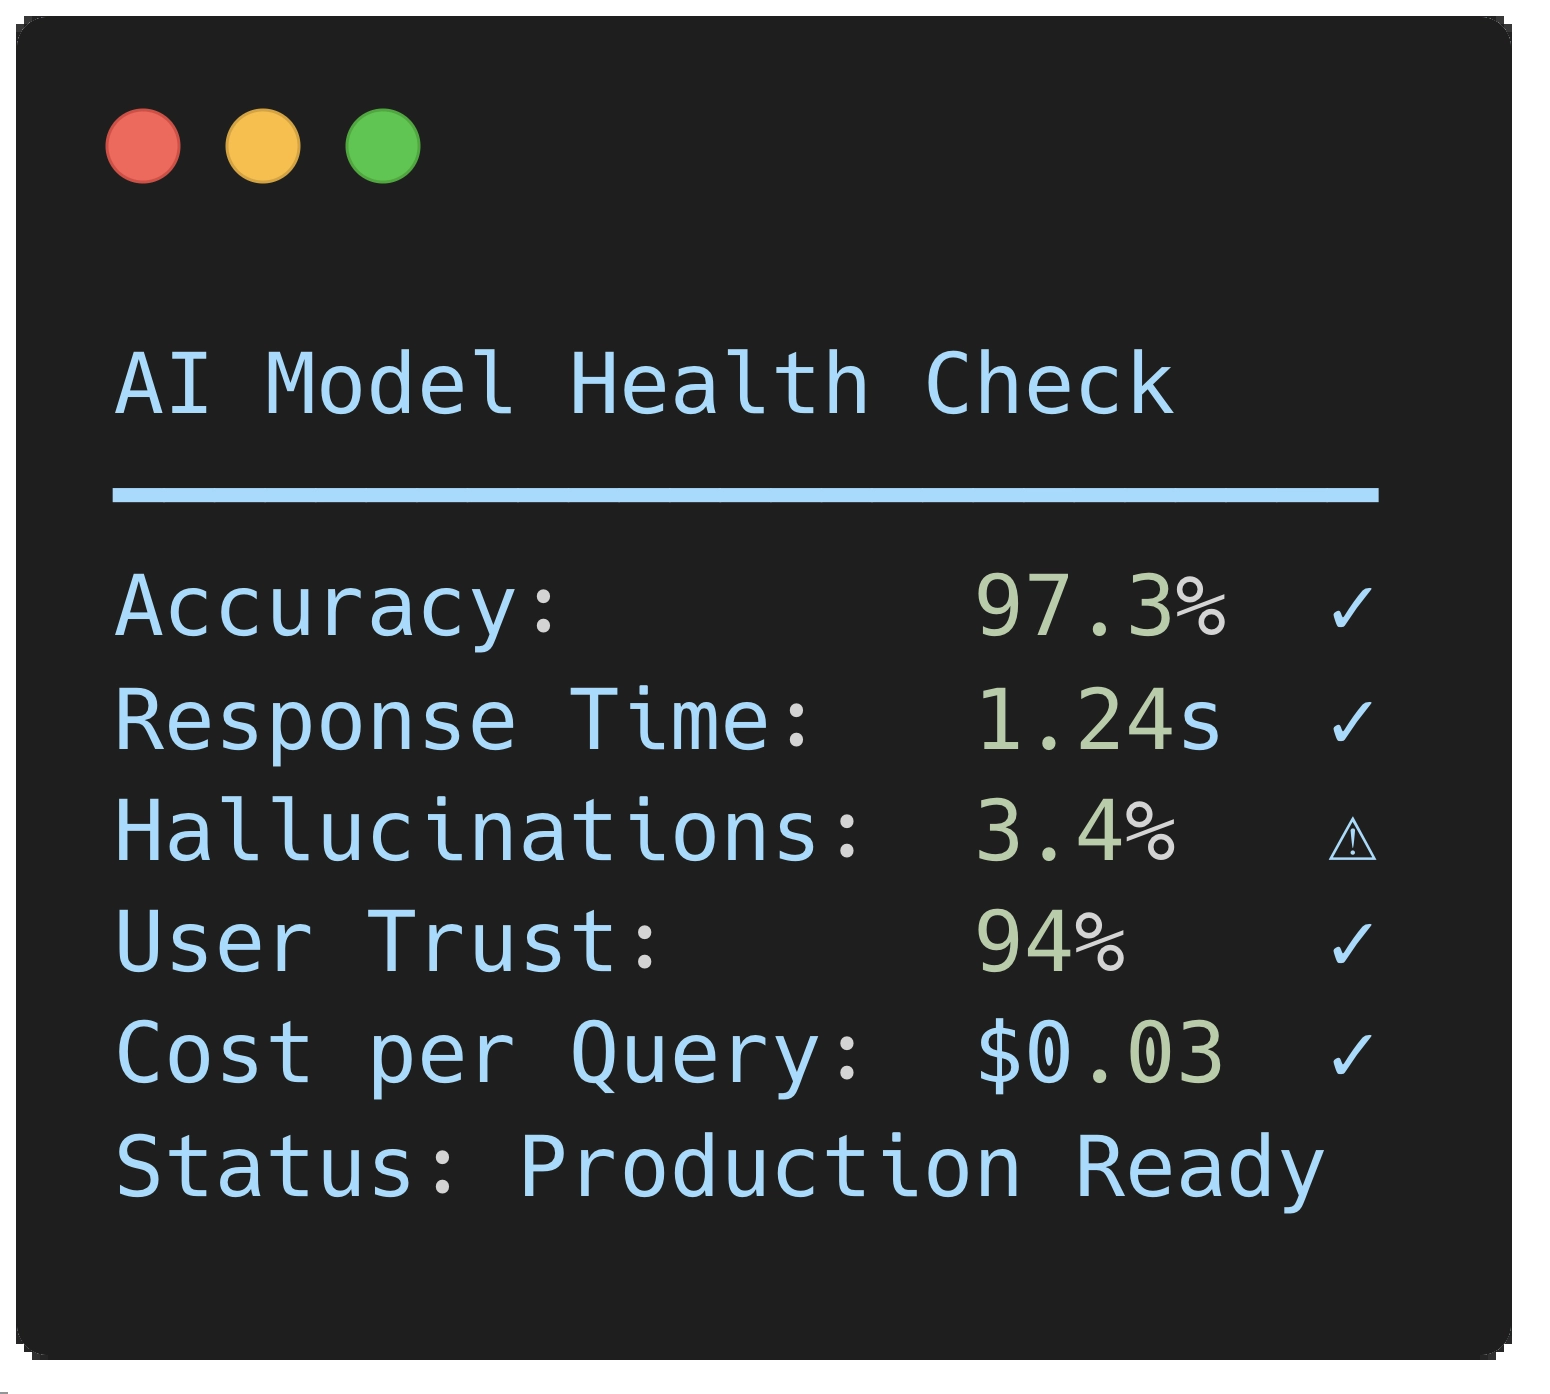 AI Model Health Check
Accuracy: 97.3% ✓
Response Time: 1.24s ✓
Hallucinations: 3.4% ⚠
User Trust: 94% ✓
Cost per Query: $0.03 ✓
Status: Production Ready